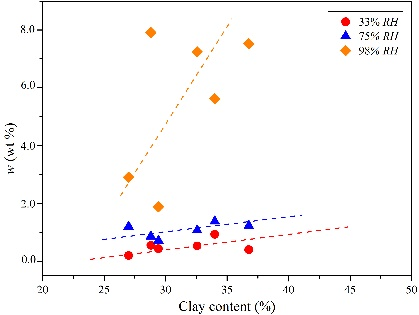 33% RH
75% RH
98% RH
8.0
6.0
4.0
2.0
0.0
w (wt %)
20 25 30 35 40 45 50
Clay content (%)